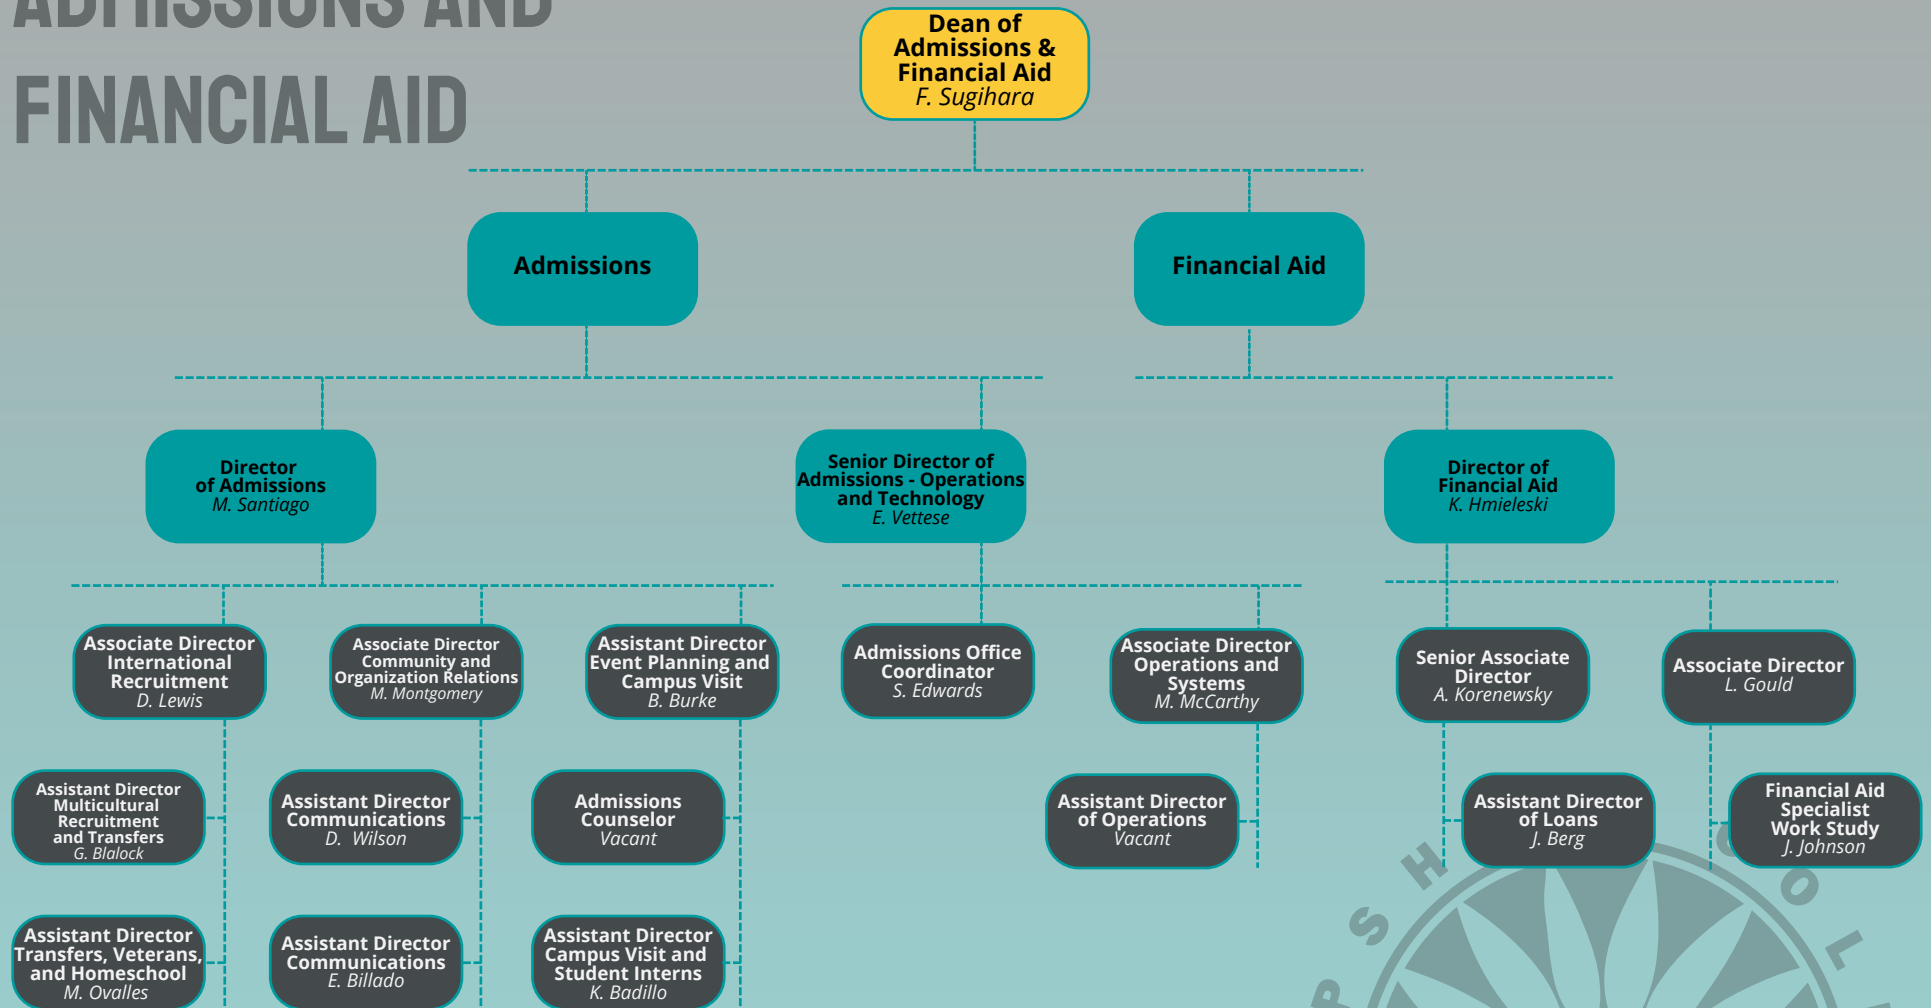 ADMISSIONS AND
FINANCIAL AID
Dean of
Admissions &
Financial Aid
F. Sugihara
Admissions
Financial Aid
Director
of Admissions
M. Santiago
Senior Director of
Admissions - Operations
and Technology
E. Vettese
Director of
Financial Aid
K. Hmieleski
Associate Director
International
Recruitment
D. Lewis
Associate Director
Community and
Organization Relations
M. Montgomery
Assistant Director
Event Planning and
Campus Visit
B. Burke
Admissions Office
Coordinator
S. Edwards
Associate Director
Operations and
Systems
M. McCarthy
Senior Associate
Director
A. Korenewsky
Associate Director
L. Gould
Assistant Director
Multicultural
Recruitment
and Transfers
G. Blalock
Assistant Director
Communications
D. Wilson
Admissions
Counselor
Vacant
Assistant Director
of Operations
Vacant
Assistant Director
of Loans
J. Berg
Financial Aid
Specialist
Work Study
J. Johnson
Assistant Director
Transfers, Veterans,
and Homeschool
M. Ovalles
Assistant Director
Communications
E. Billado
Assistant Director
Campus Visit and
Student Interns
K. Badillo